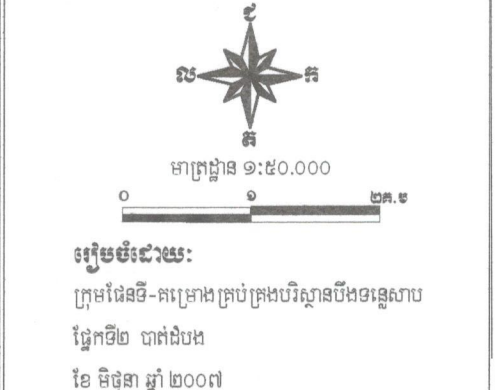 ជ
ល ក
ត
មាត្រដ្ឋាន ១:៥០.០០០
០ ១ ២គ.ម
រៀបចំដោយ:
ក្រុមផែនទី-គម្រោងគ្រប់គ្រងបរិស្ថានបឹងទន្លេសាប
ផ្នែកទី២ បាត់ដំបង
ខែ មិថុនា ឆ្នាំ ២០០៧